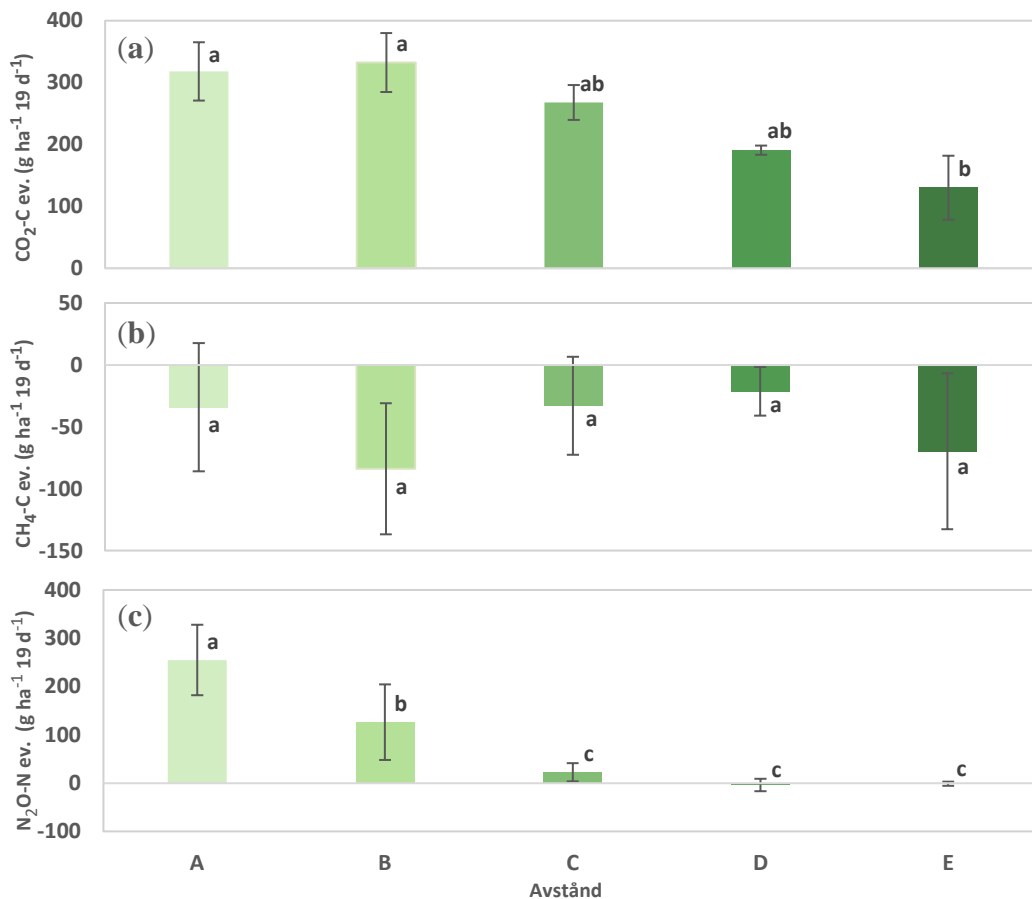 (a)
CO₂-C ev. (g ha⁻¹ 19 d⁻¹)
400
300
200
100
0
a
a
ab
ab
b
(b)
CH₄-C ev. (g ha⁻¹ 19 d⁻¹)
50
0
-50
-100
-150
a
a
a
a
a
(c)
N₂O-N ev. (g ha⁻¹ 19 d⁻¹)
400
300
200
100
0
-100
a
b
c
c
c
A B C D E
Avstånd